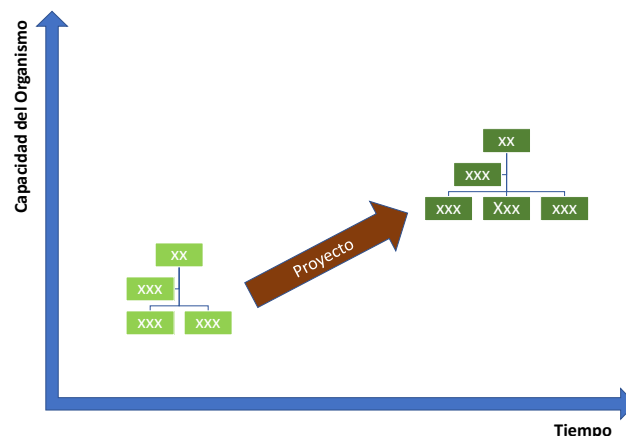 Capacidad del Organismo
xx
xxx
xxx Xxx xxx
Proyecto
xx
xxx
xxx xxx
Tiempo